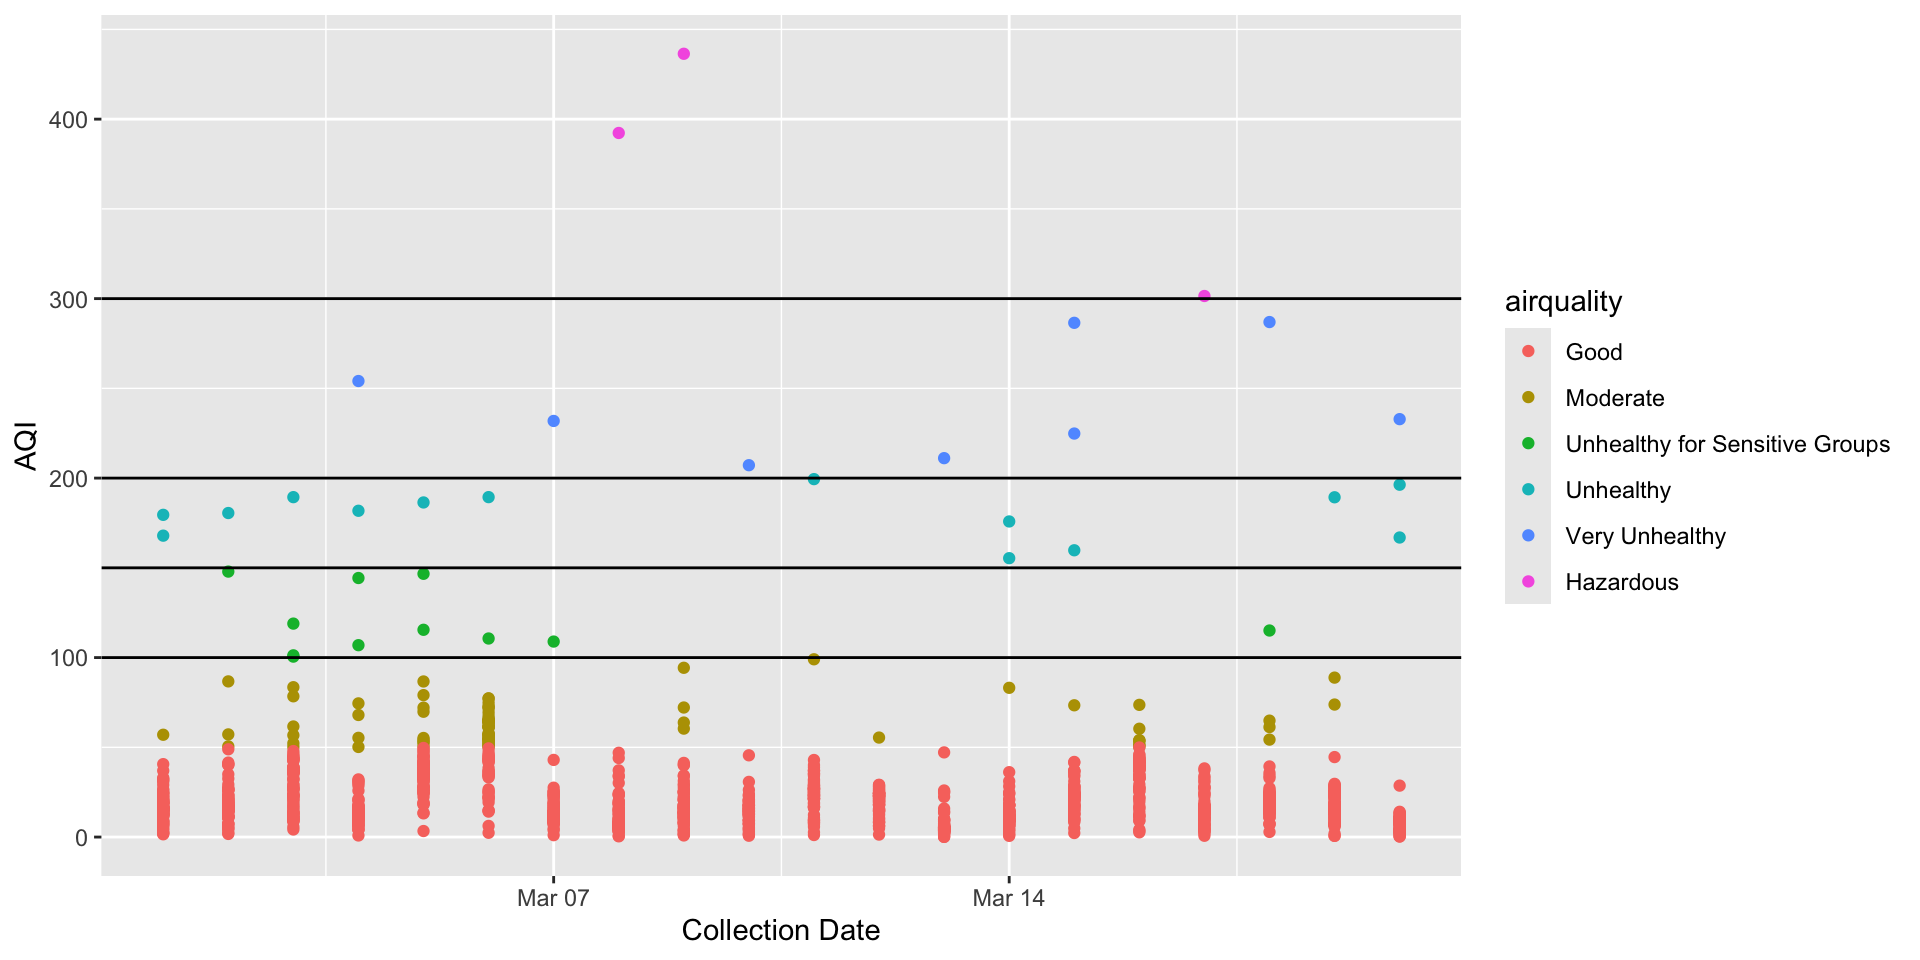 400
300
200
100
0
AQI
Mar 07
Mar 14
Collection Date
airquality
Good
Moderate
Unhealthy for Sensitive Groups
Unhealthy
Very Unhealthy
Hazardous